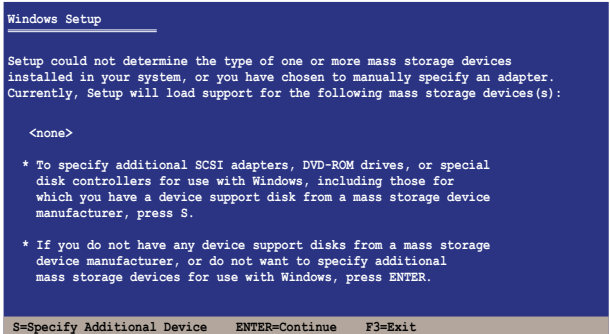 Windows Setup
Setup could not determine the type of one or more mass storage devices
installed in your system, or you have chosen to manually specify an adapter.
Currently, Setup will load support for the following mass storage devices(s):
<none>
* To specify additional SCSI adapters, DVD-ROM drives, or special
disk controllers for use with Windows, including those for
which you have a device support disk from a mass storage device
manufacturer, press S.
* If you do not have any device support disks from a mass storage
device manufacturer, or do not want to specify additional
mass storage devices for use with Windows, press ENTER.
S=Specify Additional Device ENTER=Continue F3=Exit